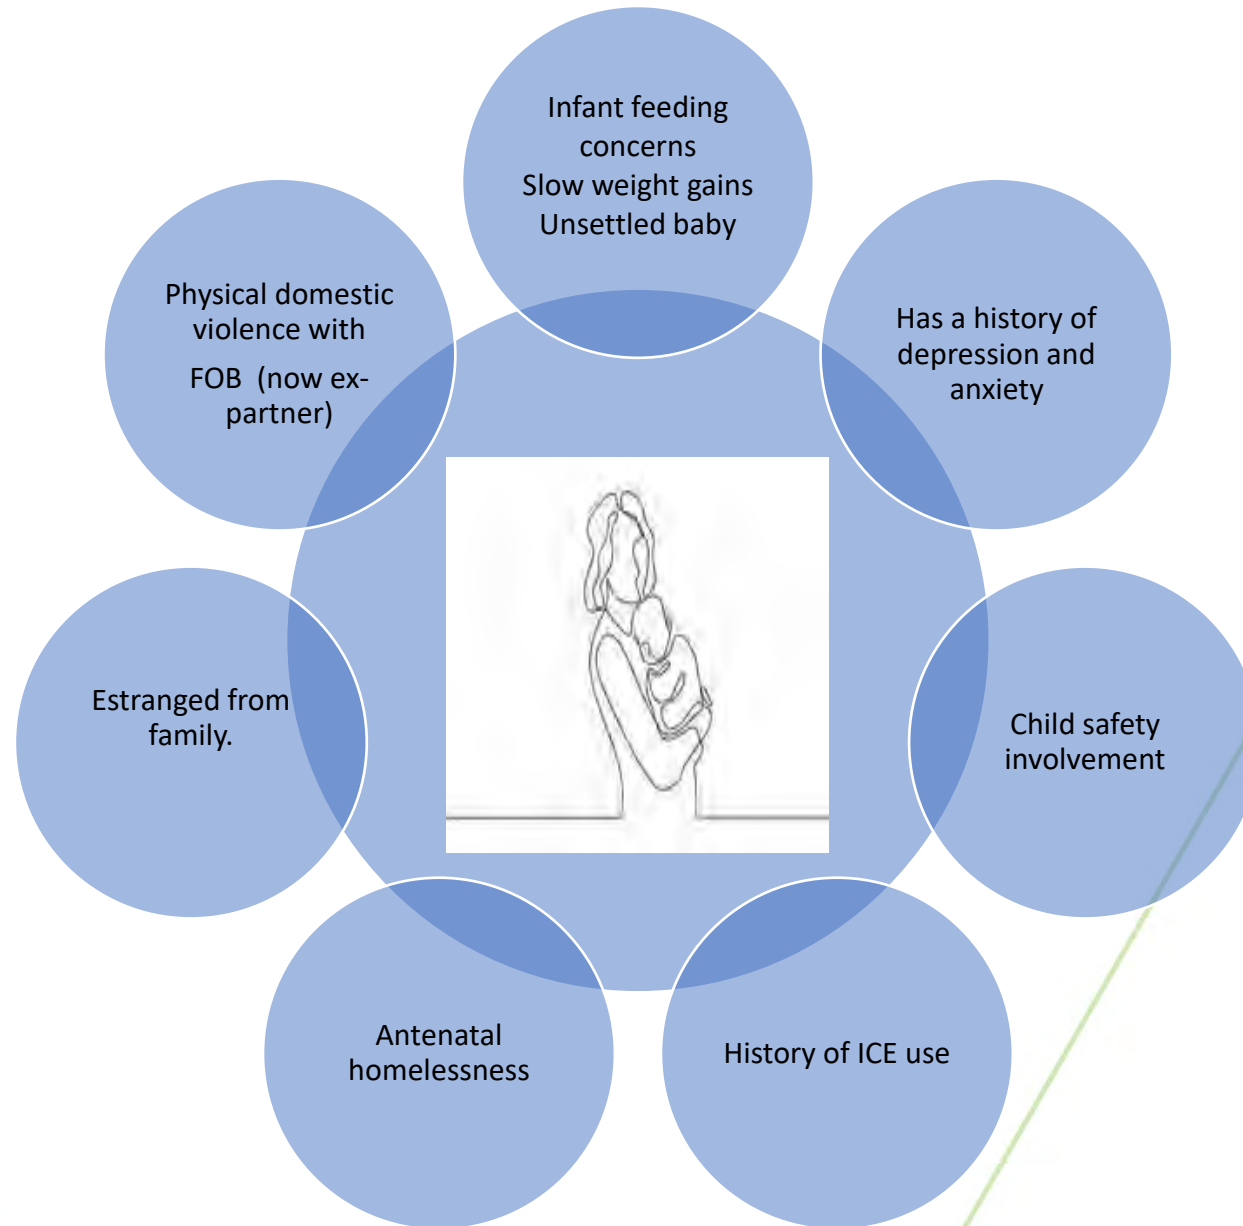 Infant feeding
concerns
Slow weight gains
Unsettled baby
Has a history of
depression and
anxiety
Child safety
involvement
History of ICE use
Antenatal
homelessness
Estranged from
family.
Physical domestic
violence with
FOB (now ex-
partner)